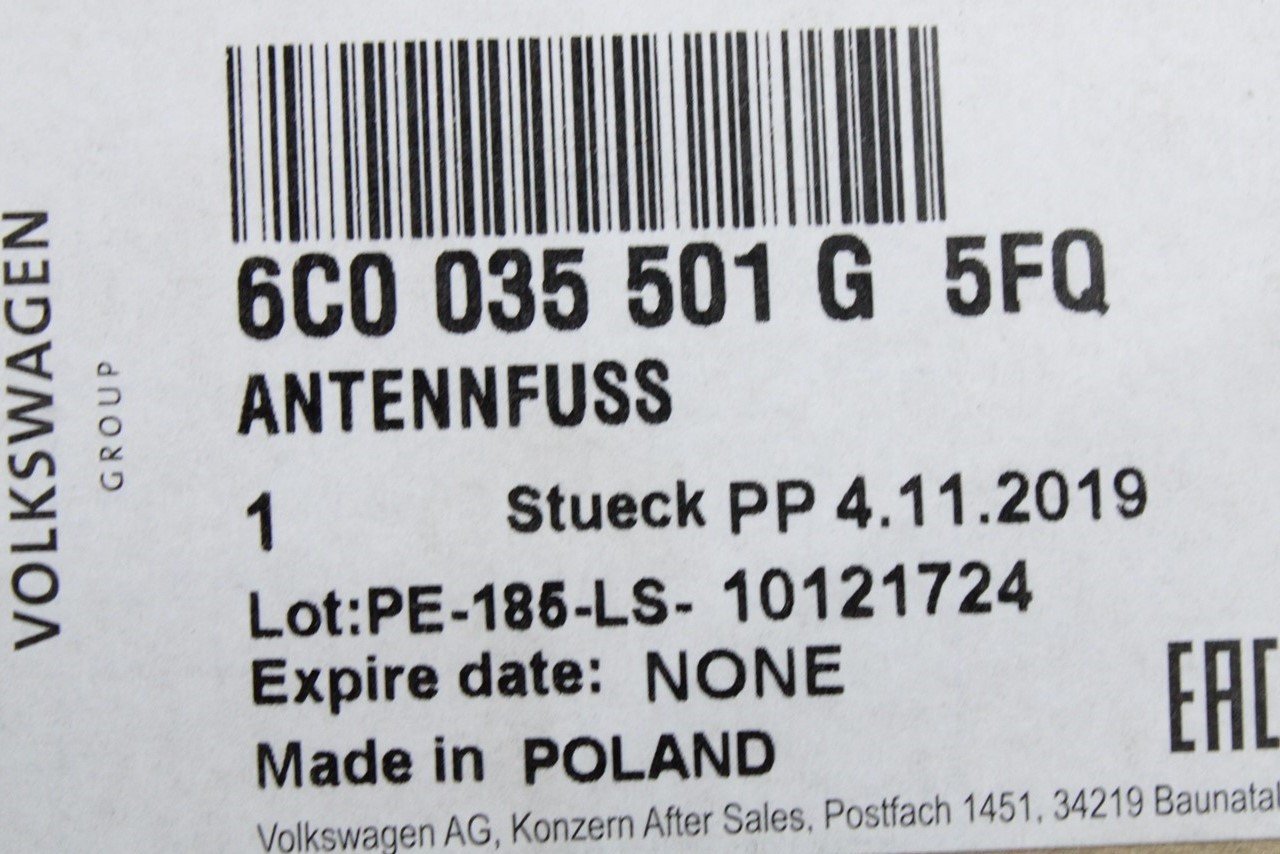 VOLKSWAGEN
GROUP
6C0 035 501 G 5FQ
ANTENNFUSS
1 Stueck PP 4.11.2019
Lot:PE-185-LS- 10121724
Expire date: NONE
Made in POLAND
EAC
Volkswagen AG, Konzern After Sales, Postfach 1451, 34219 Baunatal